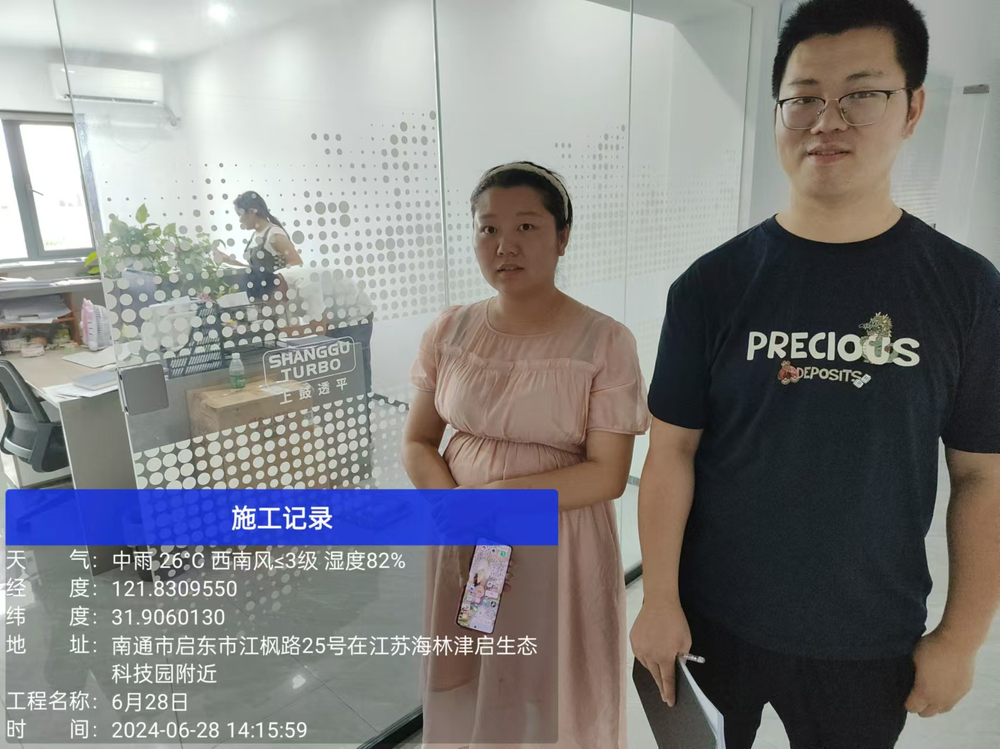 PRECIOUS
DEPOSITS
SHANGGU
TURBO
上鼓透平
施工记录
天 气: 中雨 26°C 西南风≤3级 湿度82%
经 度: 121.8309550
纬 度: 31.9060130
地 址: 南通市启东市江枫路25号在江苏海林津启生态
科技园附近
工程名称: 6月28日
时 间: 2024-06-28 14:15:59